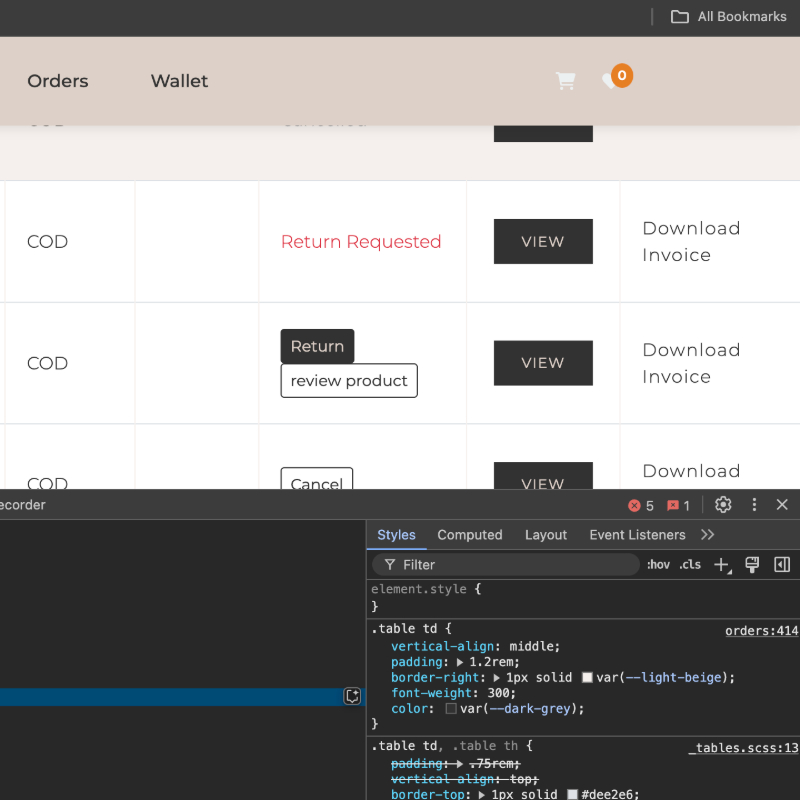 All Bookmarks
Orders Wallet 0
COD Cancelled
COD Return Requested VIEW Download
Invoice
COD Return VIEW Download
review product Invoice
COD Cancel VIEW Download
ecorder 5 1
Styles Computed Layout Event Listeners
Filter :hov .cls
element.style {
}
.table td { orders:414
vertical-align: middle;
padding: 1.2rem;
border-right: 1px solid var(--light-beige);
font-weight: 300;
color: var(--dark-grey);
}
.table td, .table th { _tables.scss:13
padding: .75rem;
vertical-align: top;
border-top: 1px solid #dee2e6;